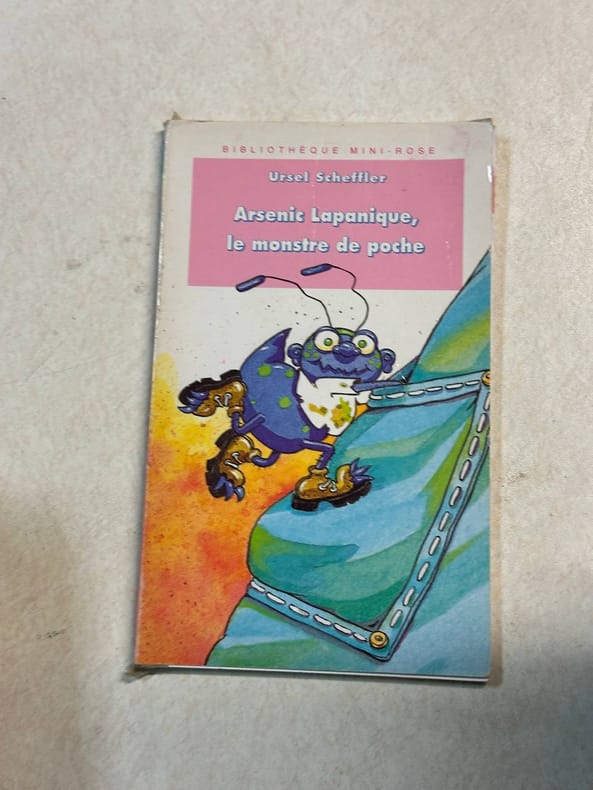 BIBLIOTHÈQUE MINI-ROSE
Ursel Scheffler
Arsenic Lapanique,
le monstre de poche